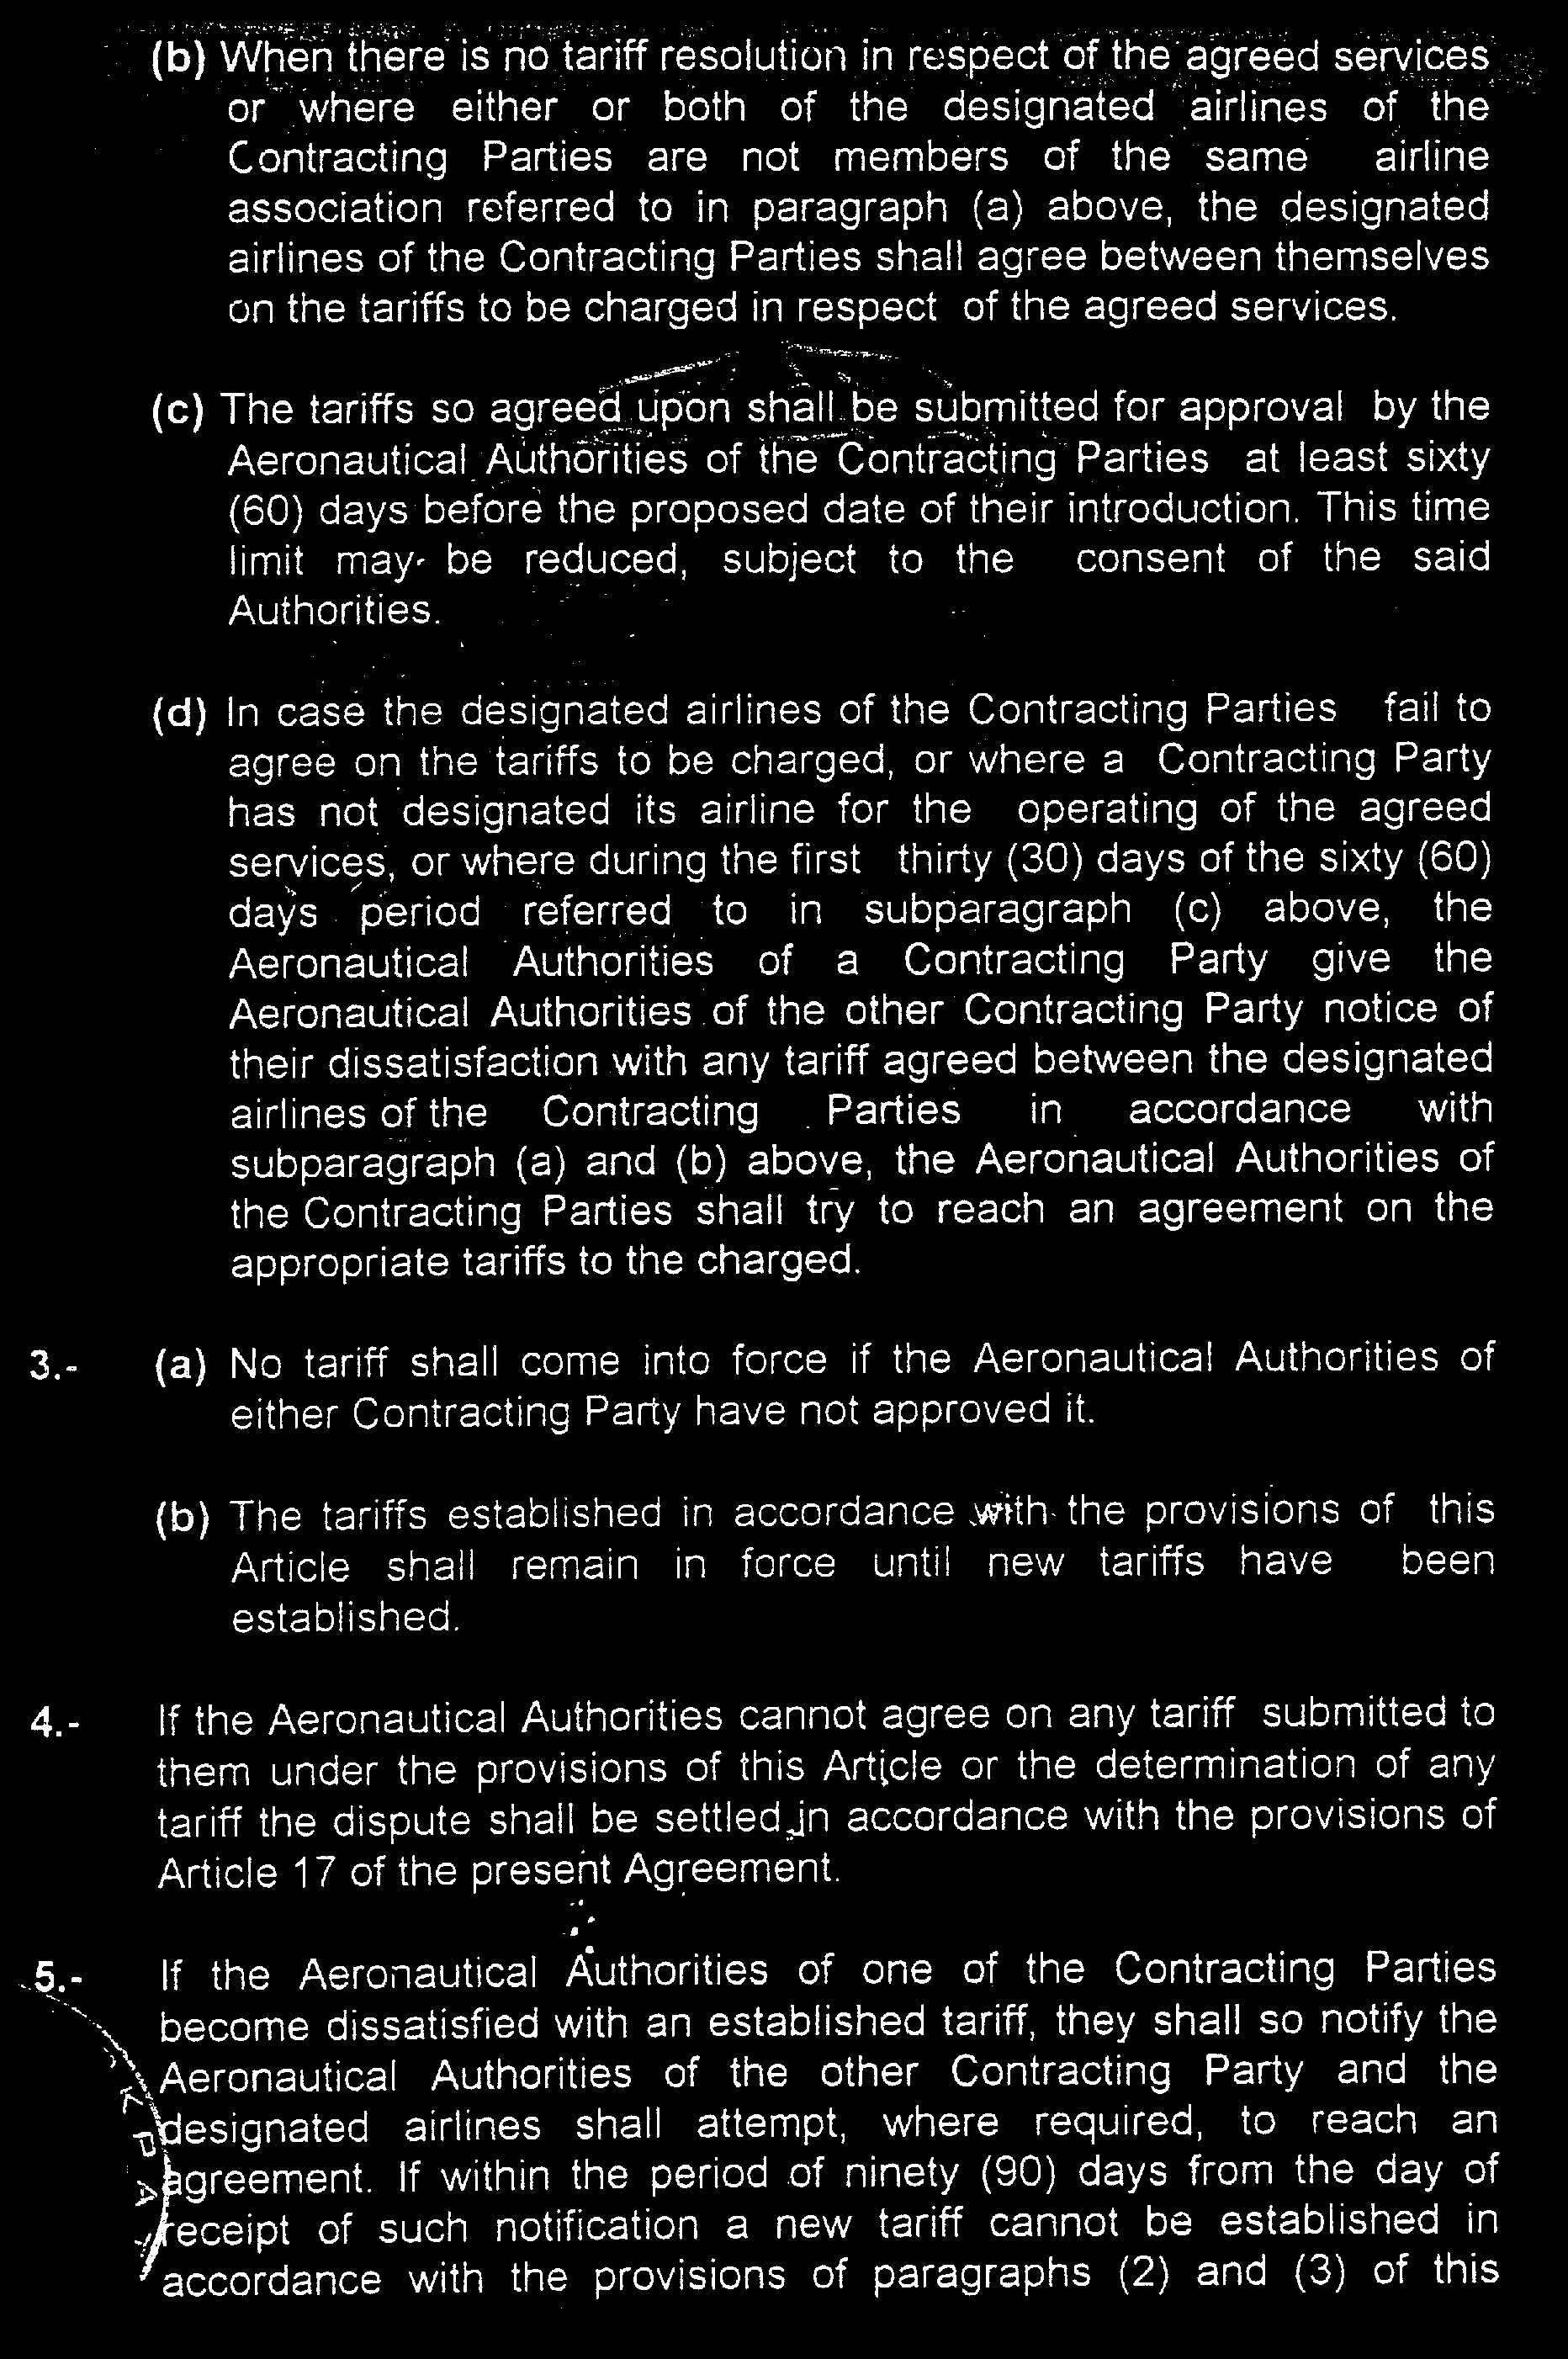 (b) When there is no tariff resolution in respect of the agreed services
or where either or both of the designated airlines of the
Contracting Parties are not members of the same airline
association referred to in paragraph (a) above, the designated
airlines of the Contracting Parties shall agree between themselves
on the tariffs to be charged in respect of the agreed services.
(c) The tariffs so agreed upon shall be submitted for approval by the
Aeronautical Authorities of the Contracting Parties at least sixty
(60) days before the proposed date of their introduction. This time
limit may be reduced, subject to the consent of the said
Authorities.
(d) In case the designated airlines of the Contracting Parties fail to
agree on the tariffs to be charged, or where a Contracting Party
has not designated its airline for the operating of the agreed
services, or where during the first thirty (30) days of the sixty (60)
days period referred to in subparagraph (c) above, the
Aeronautical Authorities of a Contracting Party give the
Aeronautical Authorities of the other Contracting Party notice of
their dissatisfaction with any tariff agreed between the designated
airlines of the Contracting Parties in accordance with
subparagraph (a) and (b) above, the Aeronautical Authorities of
the Contracting Parties shall try to reach an agreement on the
appropriate tariffs to the charged.
3.- (a) No tariff shall come into force if the Aeronautical Authorities of
either Contracting Party have not approved it.
(b) The tariffs established in accordance with the provisions of this
Article shall remain in force until new tariffs have been
established.
4.- If the Aeronautical Authorities cannot agree on any tariff submitted to
them under the provisions of this Article or the determination of any
tariff the dispute shall be settled in accordance with the provisions of
Article 17 of the present Agreement.
5.- If the Aeronautical Authorities of one of the Contracting Parties
become dissatisfied with an established tariff, they shall so notify the
Aeronautical Authorities of the other Contracting Party and the
designated airlines shall attempt, where required, to reach an
agreement. If within the period of ninety (90) days from the day of
receipt of such notification a new tariff cannot be established in
accordance with the provisions of paragraphs (2) and (3) of this